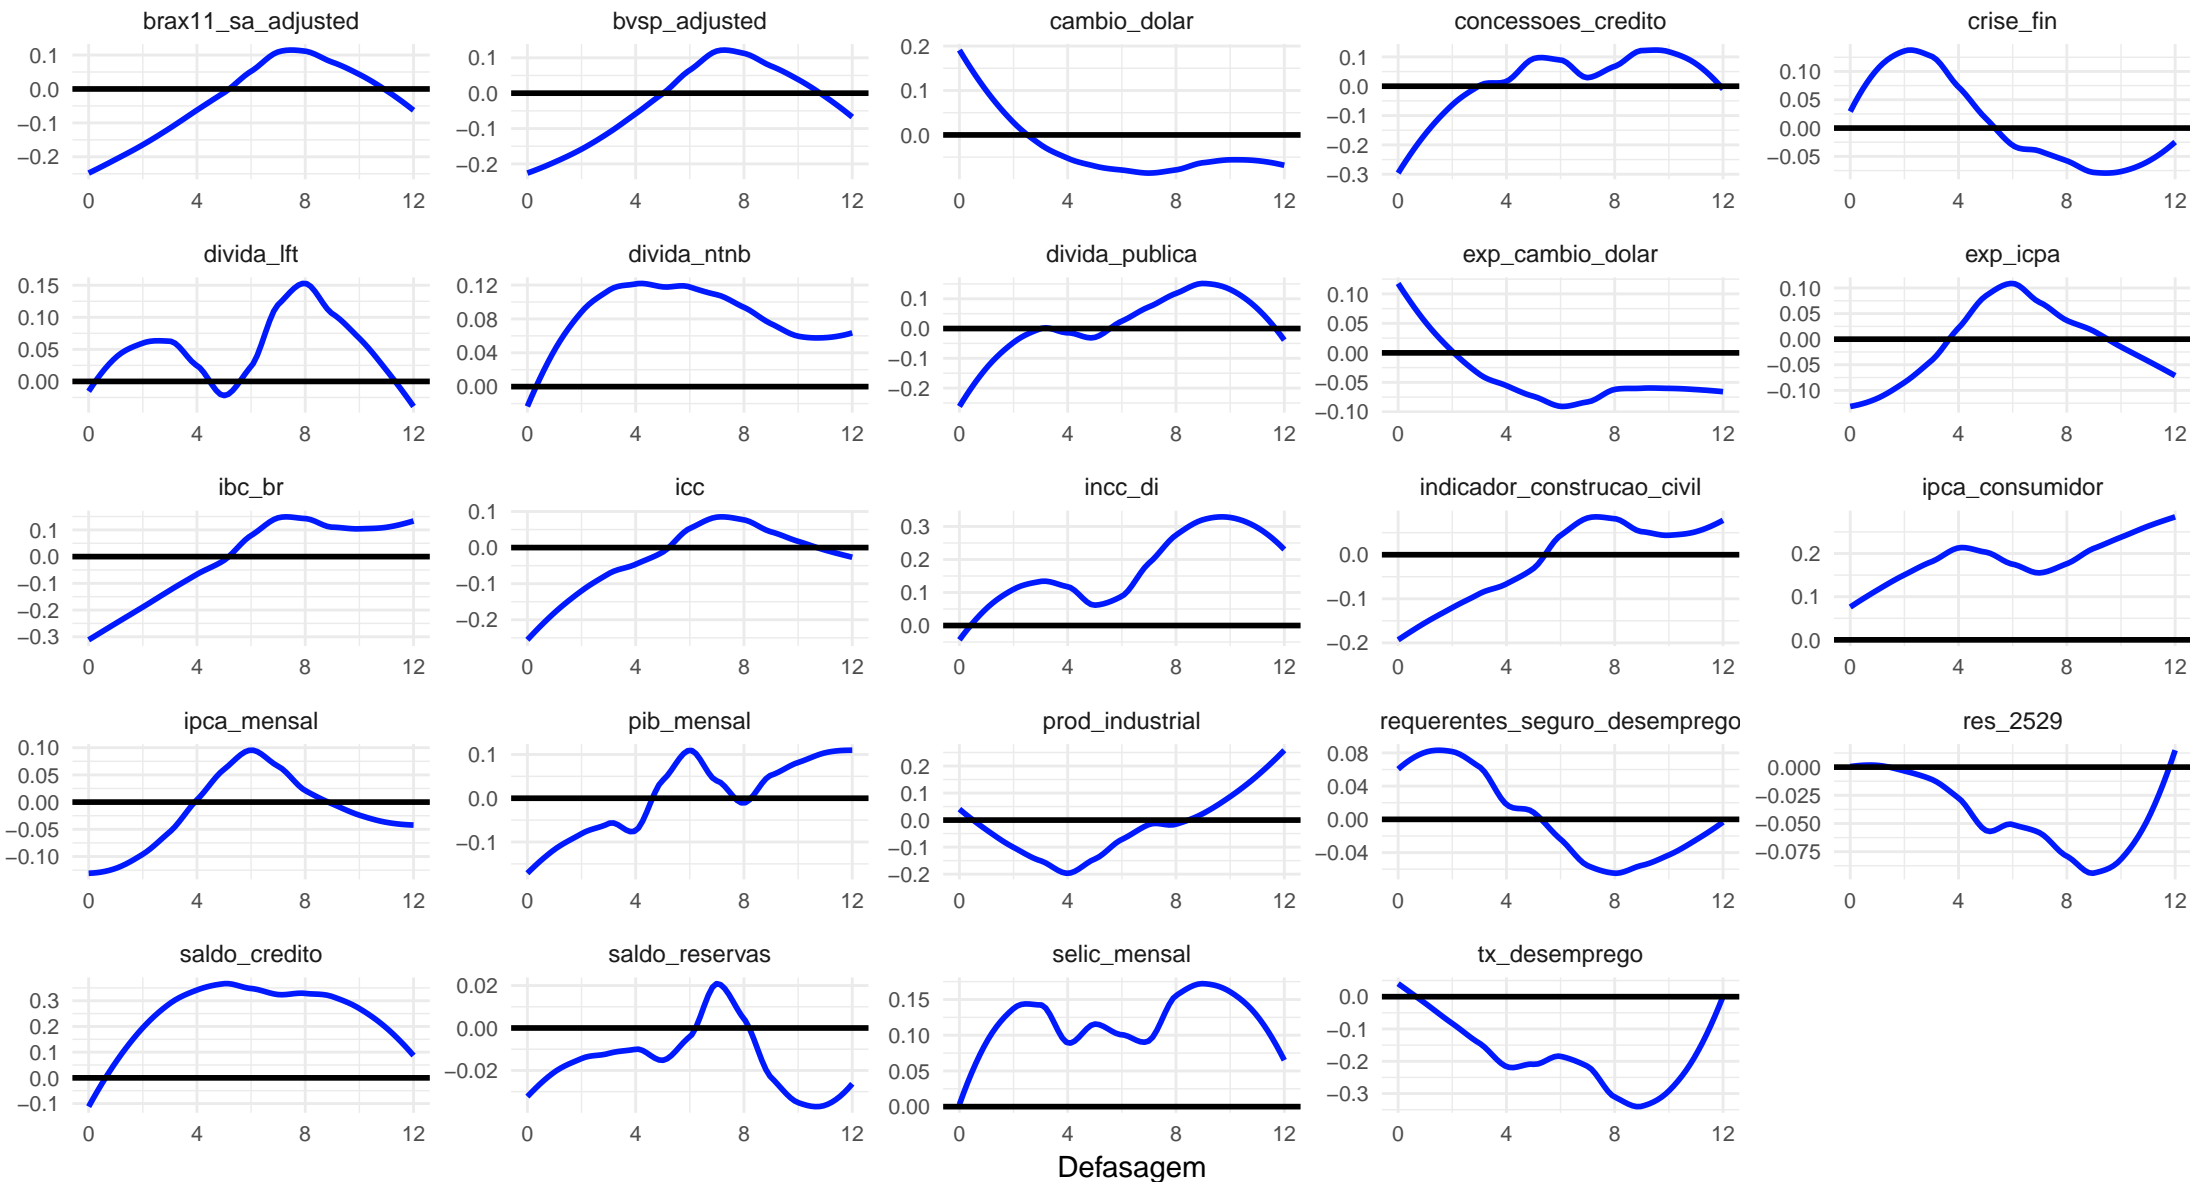 brax11_sa_adjusted bvsp_adjusted cambio_dolar concessoes_credito crise_fin
0.1 0.0 −0.1 −0.2
0.1 0.0 −0.1 −0.2
0.2 0.1 0.0
0.1 0.0 −0.1 −0.2 −0.3
0.10 0.05 0.00 −0.05
0 4 8 12 0 4 8 12 0 4 8 12 0 4 8 12 0 4 8 12
divida_lft divida_ntnb divida_publica exp_cambio_dolar exp_icpa
0.15 0.10 0.05 0.00
0.12 0.08 0.04 0.00
0.1 0.0 −0.1 −0.2
0.10 0.05 0.00 −0.05 −0.10
0.10 0.05 0.00 −0.05 −0.10
0 4 8 12 0 4 8 12 0 4 8 12 0 4 8 12 0 4 8 12
ibc_br icc incc_di indicador_construcao_civil ipca_consumidor
0.1 0.0 −0.1 −0.2 −0.3
0.1 0.0 −0.1 −0.2
0.3 0.2 0.1 0.0
0.0 −0.1 −0.2
0.2 0.1 0.0
0 4 8 12 0 4 8 12 0 4 8 12 0 4 8 12 0 4 8 12
ipca_mensal pib_mensal prod_industrial requerentes_seguro_desemprego res_2529
0.10 0.05 0.00 −0.05 −0.10
0.1 0.0 −0.1
0.2 0.1 0.0 −0.1 −0.2
0.08 0.04 0.00 −0.04
0.000 −0.025 −0.050 −0.075
0 4 8 12 0 4 8 12 0 4 8 12 0 4 8 12 0 4 8 12
saldo_credito saldo_reservas selic_mensal tx_desemprego
0.3 0.2 0.1 0.0 −0.1
0.02 0.00 −0.02
0.15 0.10 0.05 0.00
0.0 −0.1 −0.2 −0.3
0 4 8 12 0 4 8 12 0 4 8 12 0 4 8 12
Defasagem